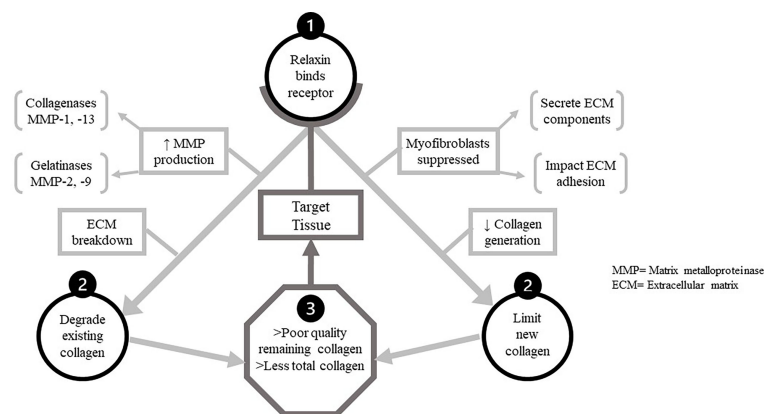 1
Relaxin
binds
receptor
Collagenases
MMP-1, -13
↑ MMP
production
Gelatinases
MMP-2, -9
Myofibroblasts
suppressed
Secrete ECM
components
Impact ECM
adhesion
Target
Tissue
ECM
breakdown
↓ Collagen
generation
MMP= Matrix metalloproteinase
ECM= Extracellular matrix
2
Degrade
existing
collagen
3
>Poor quality
remaining collagen
>Less total collagen
2
Limit
new
collagen